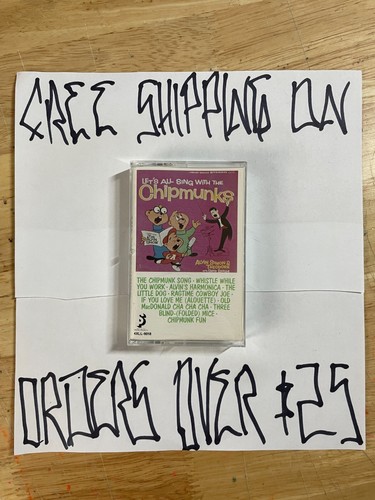 FREE SHIPPING ON
LET'S ALL SING WITH THE
Chipmunks
THE CHIPMUNK SONG • WHISTLE WHILE
YOU WORK • ALVIN'S HARMONICA • THE
LITTLE DOG • RAGTIME COWBOY JOE •
IF YOU LOVE ME (ALOUETTE) • OLD
MacDONALD CHA CHA CHA • THREE
BLIND-(FOLDED) MICE •
CHIPMUNK FUN
ORDERS OVER $25